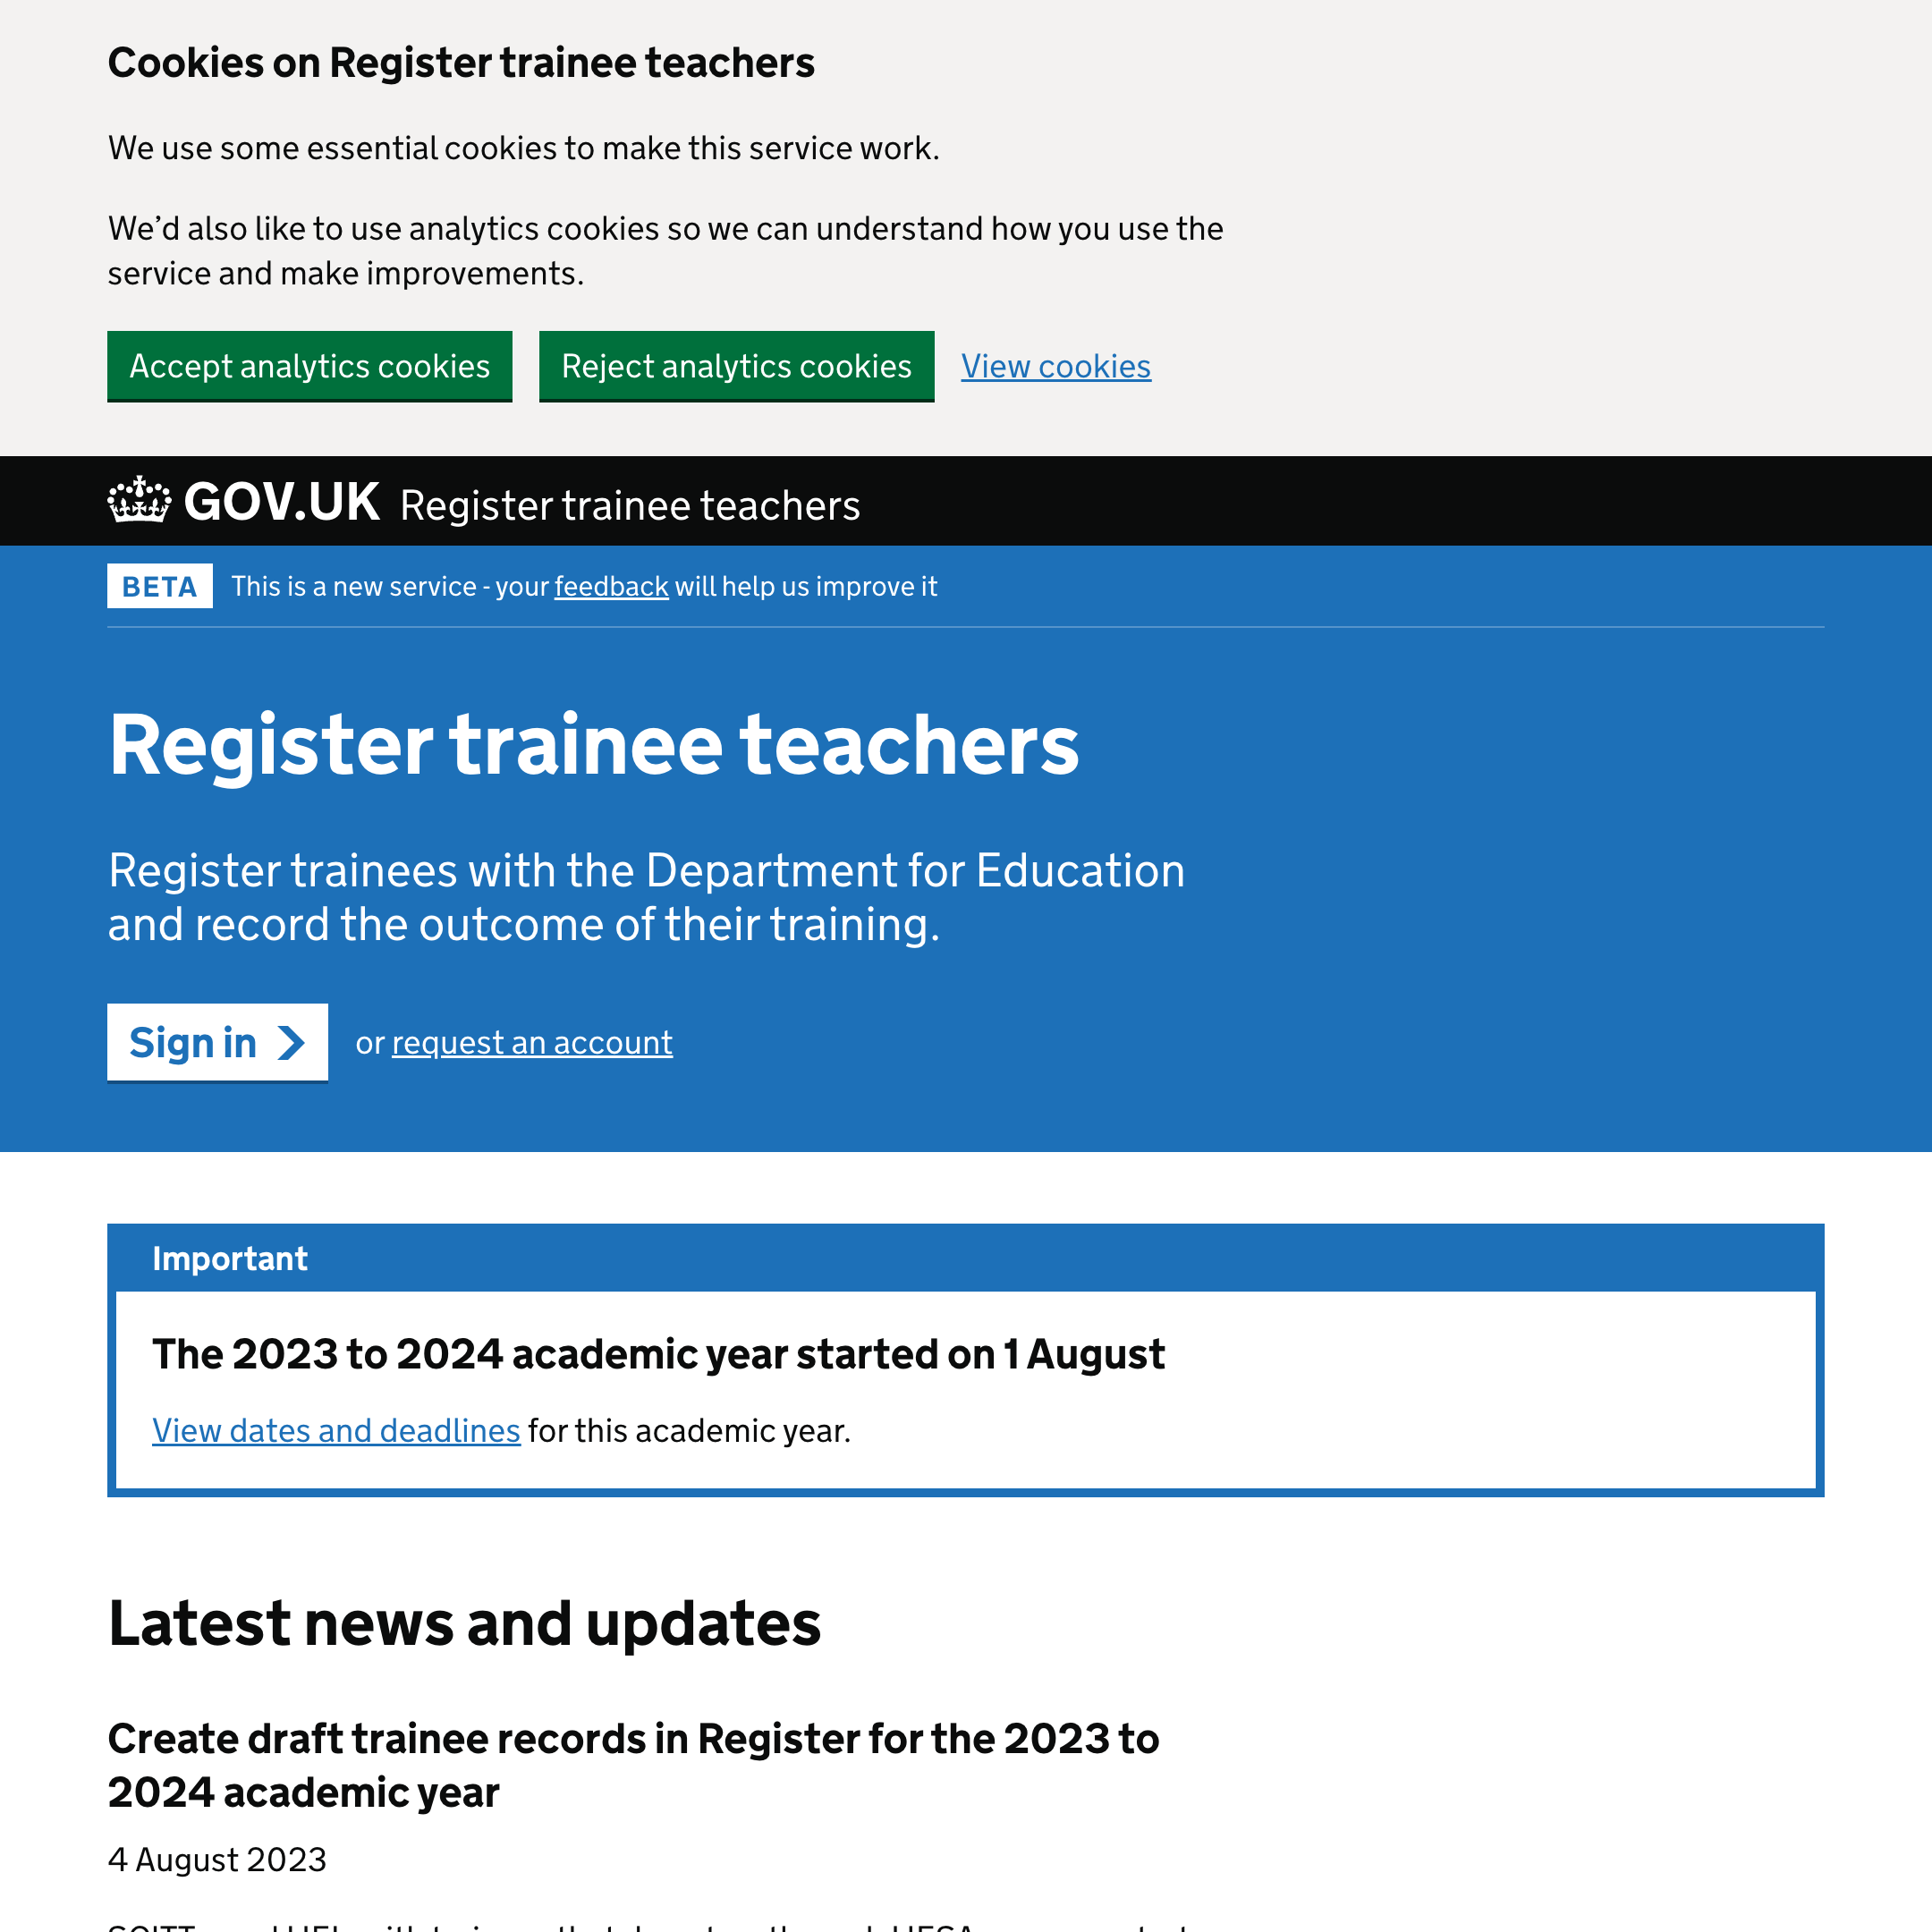 Cookies on Register trainee teachers
We use some essential cookies to make this service work.
We’d also like to use analytics cookies so we can understand how you use the
service and make improvements.
Accept analytics cookies Reject analytics cookies View cookies
GOV.UK Register trainee teachers
BETA This is a new service - your feedback will help us improve it
Register trainee teachers
Register trainees with the Department for Education
and record the outcome of their training.
Sign in or request an account
Important
The 2023 to 2024 academic year started on 1 August
View dates and deadlines for this academic year.
Latest news and updates
Create draft trainee records in Register for the 2023 to
2024 academic year
4 August 2023